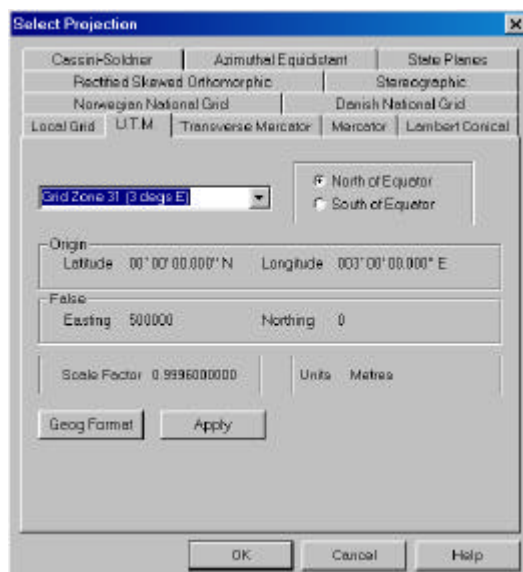 Select Projection
Cassini-Soldner Azimuthal Equidistant State Planes
Rectified Skewed Orthomorphic Stereographic
Norwegian National Grid Danish National Grid
Local Grid U.T.M Transverse Mercator Mercator Lambert Conical
Grid Zone 31 (3 degs E)
North of Equator
South of Equator
Origin
Latitude 00°00'00.000" N Longitude 003°00'00.000" E
False
Easting 500000 Northing 0
Scale Factor 0.9996000000 Units Metres
Geog Format Apply
OK Cancel Help